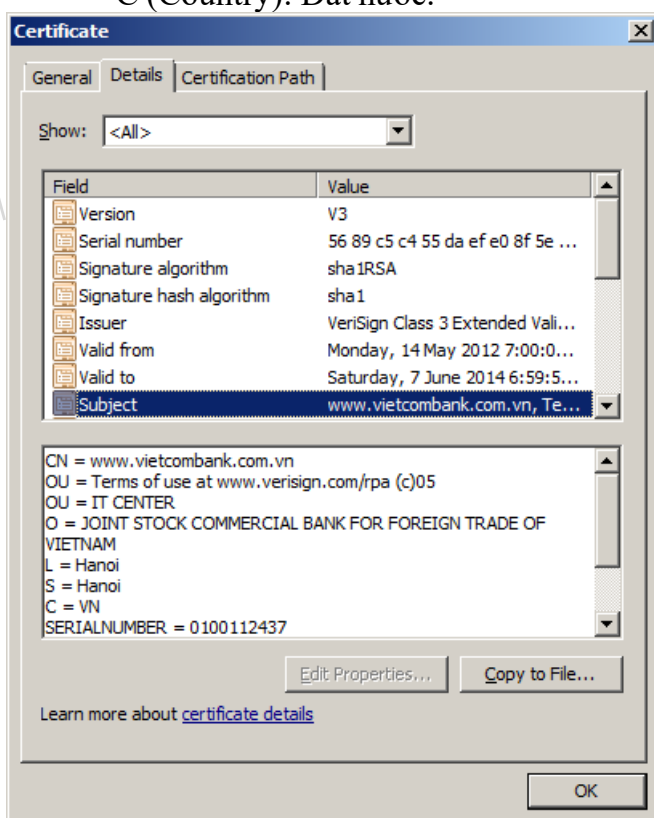 C (Country): Đất nước.
Certificate
General Details Certification Path
Show: <All>
Field Value
Version V3
Serial number 56 89 c5 c4 55 da ef e0 8f 5e ...
Signature algorithm sha1RSA
Signature hash algorithm sha1
Issuer VeriSign Class 3 Extended Vali...
Valid from Monday, 14 May 2012 7:00:0...
Valid to Saturday, 7 June 2014 6:59:5...
Subject www.vietcombank.com.vn, Te...
CN = www.vietcombank.com.vn
OU = Terms of use at www.verisign.com/rpa (c)05
OU = IT CENTER
O = JOINT STOCK COMMERCIAL BANK FOR FOREIGN TRADE OF
VIETNAM
L = Hanoi
S = Hanoi
C = VN
SERIALNUMBER = 0100112437
Edit Properties... Copy to File...
Learn more about certificate details
OK